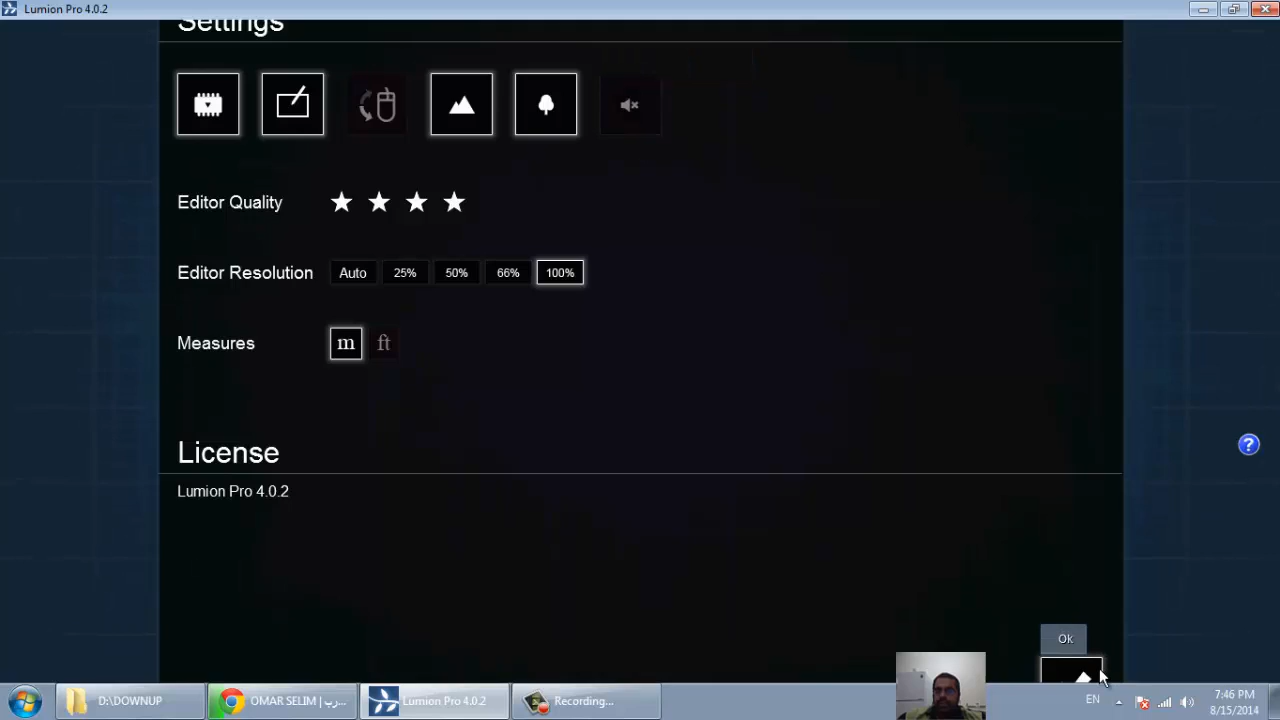 Lumion Pro 4.0.2
Settings
Editor Quality
Editor Resolution Auto 25% 50% 66% 100%
Measures m ft
License
Lumion Pro 4.0.2
Ok
D:\DOWNUP
OMAR SELIM | عرب...
Lumion Pro 4.0.2
Recording...
EN
7:46 PM
8/15/2014